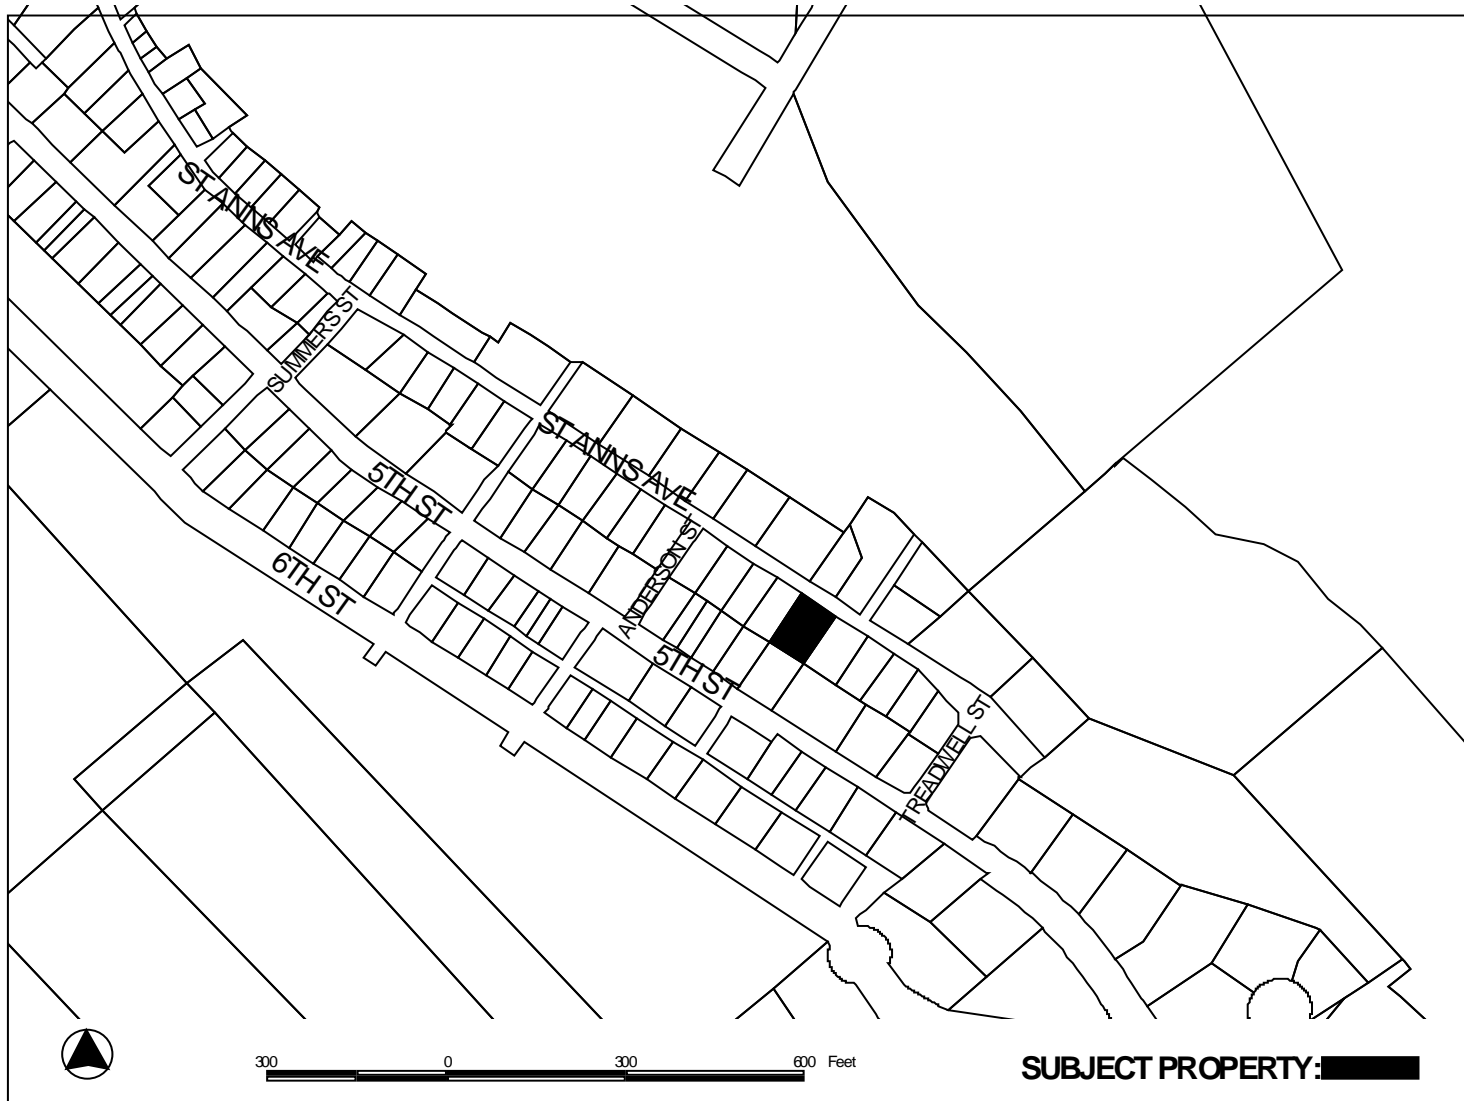 ST ANNS AVE
SUMMERS ST
ST ANNS AVE
5TH ST
ANDERSON ST
6TH ST
5TH ST
TREADWELL ST
300 0 300 600 Feet
SUBJECT PROPERTY: